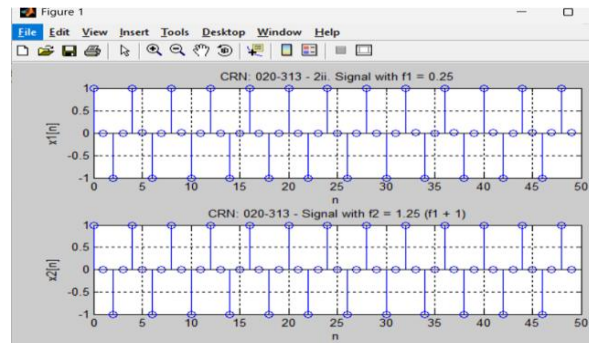 Figure 1
File Edit View Insert Tools Desktop Window Help
CRN: 020-313 - 2ii. Signal with f1 = 0.25
x1[n]
1
0.5
0
-0.5
-1
0 5 10 15 20 25 30 35 40 45 50
n
CRN: 020-313 - Signal with f2 = 1.25 (f1 + 1)
x2[n]
1
0.5
0
-0.5
-1
0 5 10 15 20 25 30 35 40 45 50
n